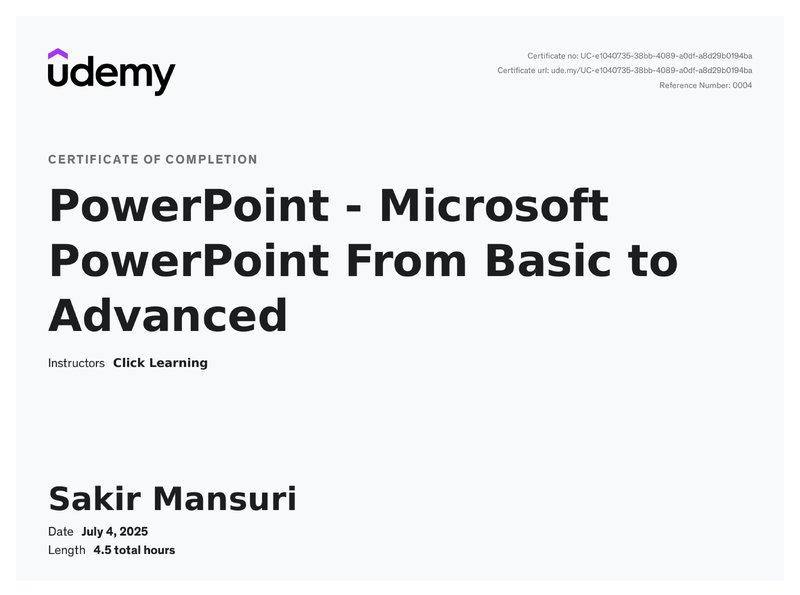 udemy
Certificate no: UC-e1040735-38bb-4089-a0df-a8d29b0194ba
Certificate url: ude.my/UC-e1040735-38bb-4089-a0df-a8d29b0194ba
Reference Number: 0004
CERTIFICATE OF COMPLETION
PowerPoint - Microsoft
PowerPoint From Basic to
Advanced
Instructors Click Learning
Sakir Mansuri
Date July 4, 2025
Length 4.5 total hours